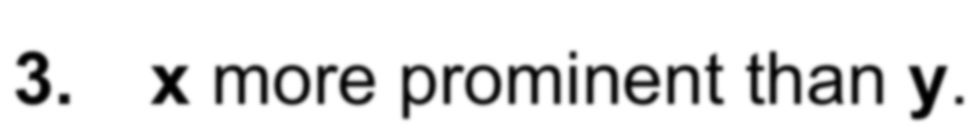 3. x more prominent than y.